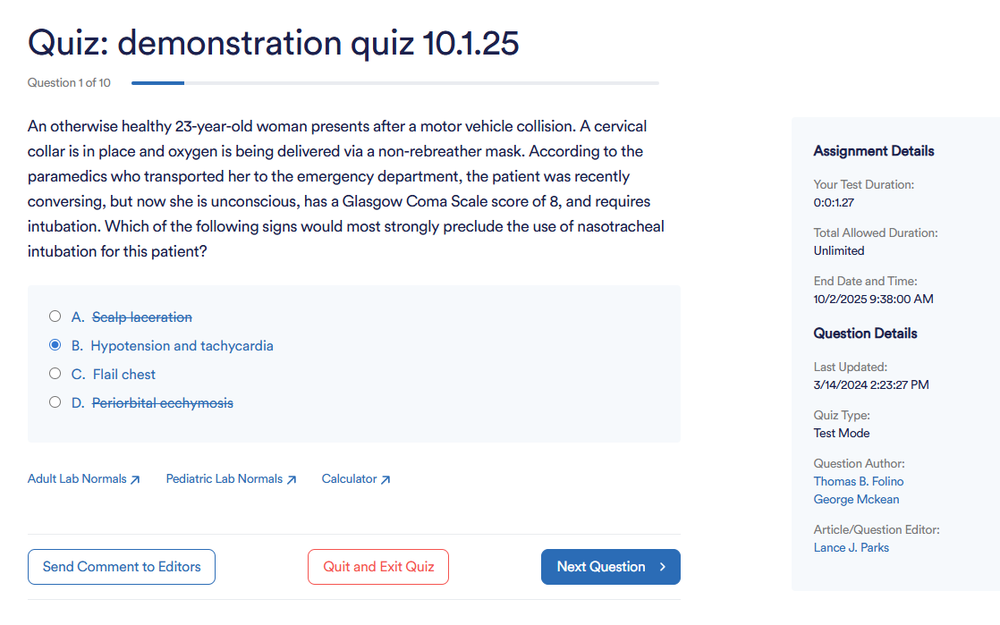 Quiz: demonstration quiz 10.1.25
Question 1 of 10
An otherwise healthy 23-year-old woman presents after a motor vehicle collision. A cervical
collar is in place and oxygen is being delivered via a non-rebreather mask. According to the
paramedics who transported her to the emergency department, the patient was recently
conversing, but now she is unconscious, has a Glasgow Coma Scale score of 8, and requires
intubation. Which of the following signs would most strongly preclude the use of nasotracheal
intubation for this patient?
A. Scalp laceration
B. Hypotension and tachycardia
C. Flail chest
D. Periorbital ecchymosis
Adult Lab Normals Pediatric Lab Normals Calculator
Send Comment to Editors Quit and Exit Quiz Next Question
Assignment Details
Your Test Duration:
0:0:1.27
Total Allowed Duration:
Unlimited
End Date and Time:
10/2/2025 9:38:00 AM
Question Details
Last Updated:
3/14/2024 2:23:27 PM
Quiz Type:
Test Mode
Question Author:
Thomas B. Folino
George Mckean
Article/Question Editor:
Lance J. Parks